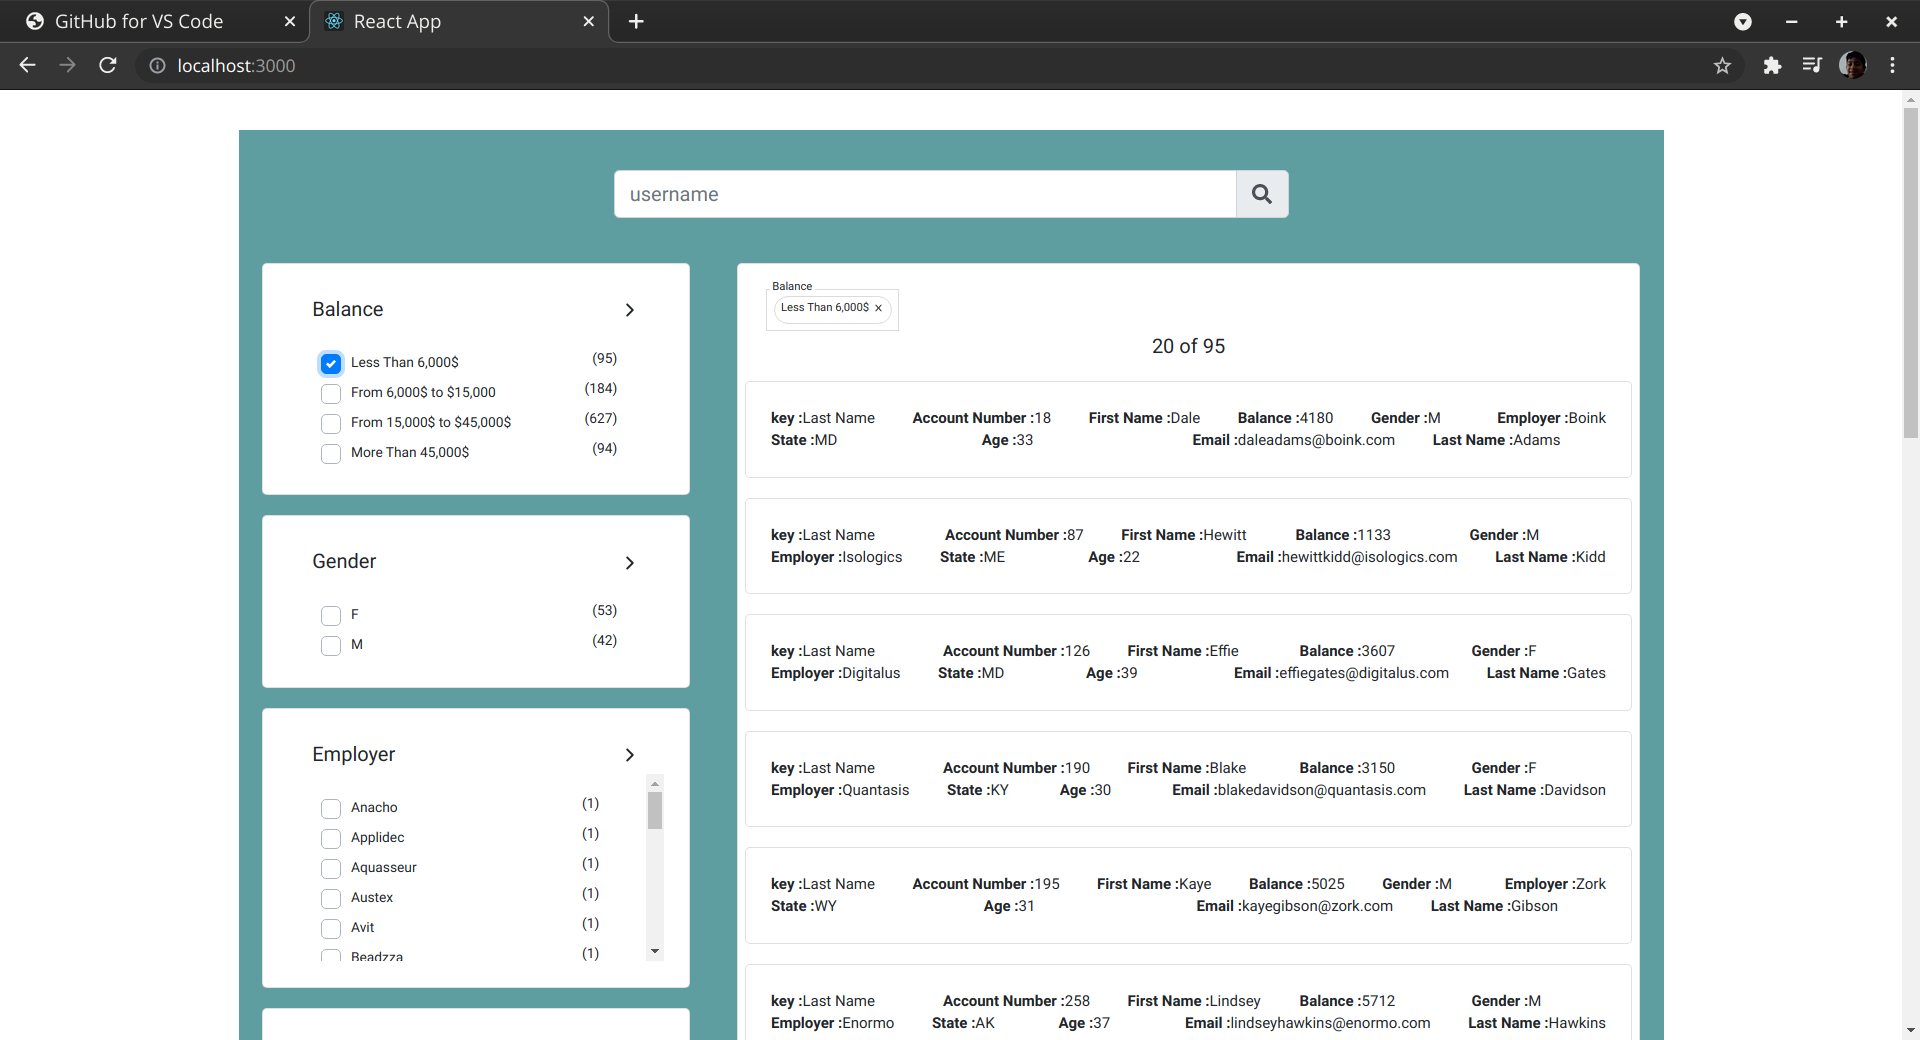 GitHub for VS Code
React App
localhost:3000
username
Balance
Less Than 6,000$ (95)
From 6,000$ to $15,000 (184)
From 15,000$ to $45,000$ (627)
More Than 45,000$ (94)
Gender
F (53)
M (42)
Employer
Anacho (1)
Applidec (1)
Aquasseur (1)
Austex (1)
Avit (1)
Beadzza (1)
Balance
Less Than 6,000$ ×
20 of 95
key :Last Name Account Number :18 First Name :Dale Balance :4180 Gender :M Employer :Boink
State :MD Age :33 Email :daleadams@boink.com Last Name :Adams
key :Last Name Account Number :87 First Name :Hewitt Balance :1133 Gender :M
Employer :Isologics State :ME Age :22 Email :hewittkidd@isologics.com Last Name :Kidd
key :Last Name Account Number :126 First Name :Effie Balance :3607 Gender :F
Employer :Digitalus State :MD Age :39 Email :effiegates@digitalus.com Last Name :Gates
key :Last Name Account Number :190 First Name :Blake Balance :3150 Gender :F
Employer :Quantasis State :KY Age :30 Email :blakedavidson@quantasis.com Last Name :Davidson
key :Last Name Account Number :195 First Name :Kaye Balance :5025 Gender :M Employer :Zork
State :WY Age :31 Email :kayegibson@zork.com Last Name :Gibson
key :Last Name Account Number :258 First Name :Lindsey Balance :5712 Gender :M
Employer :Enormo State :AK Age :37 Email :lindseyhawkins@enormo.com Last Name :Hawkins